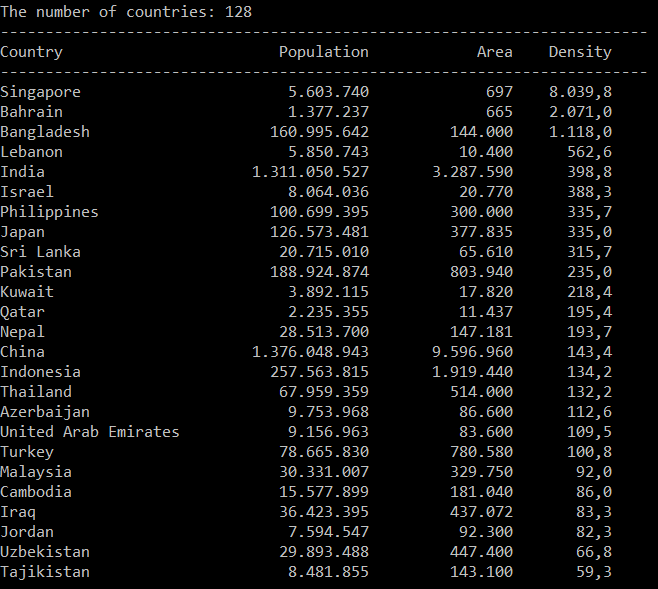 The number of countries: 128
------------------------------------------------------------------------
Country                        Population            Area    Density
------------------------------------------------------------------------
Singapore                       5.603.740             697    8.039,8
Bahrain                         1.377.237             665    2.071,0
Bangladesh                    160.995.642         144.000    1.118,0
Lebanon                         5.850.743          10.400      562,6
India                       1.311.050.527       3.287.590      398,8
Israel                          8.064.036          20.770      388,3
Philippines                   100.699.395         300.000      335,7
Japan                         126.573.481         377.835      335,0
Sri Lanka                      20.715.010          65.610      315,7
Pakistan                      188.924.874         803.940      235,0
Kuwait                          3.892.115          17.820      218,4
Qatar                           2.235.355          11.437      195,4
Nepal                          28.513.700         147.181      193,7
China                       1.376.048.943       9.596.960      143,4
Indonesia                     257.563.815       1.919.440      134,2
Thailand                       67.959.359         514.000      132,2
Azerbaijan                      9.753.968          86.600      112,6
United Arab Emirates            9.156.963          83.600      109,5
Turkey                         78.665.830         780.580      100,8
Malaysia                       30.331.007         329.750       92,0
Cambodia                       15.577.899         181.040       86,0
Iraq                           36.423.395         437.072       83,3
Jordan                          7.594.547          92.300       82,3
Uzbekistan                     29.893.488         447.400       66,8
Tajikistan                      8.481.855         143.100       59,3